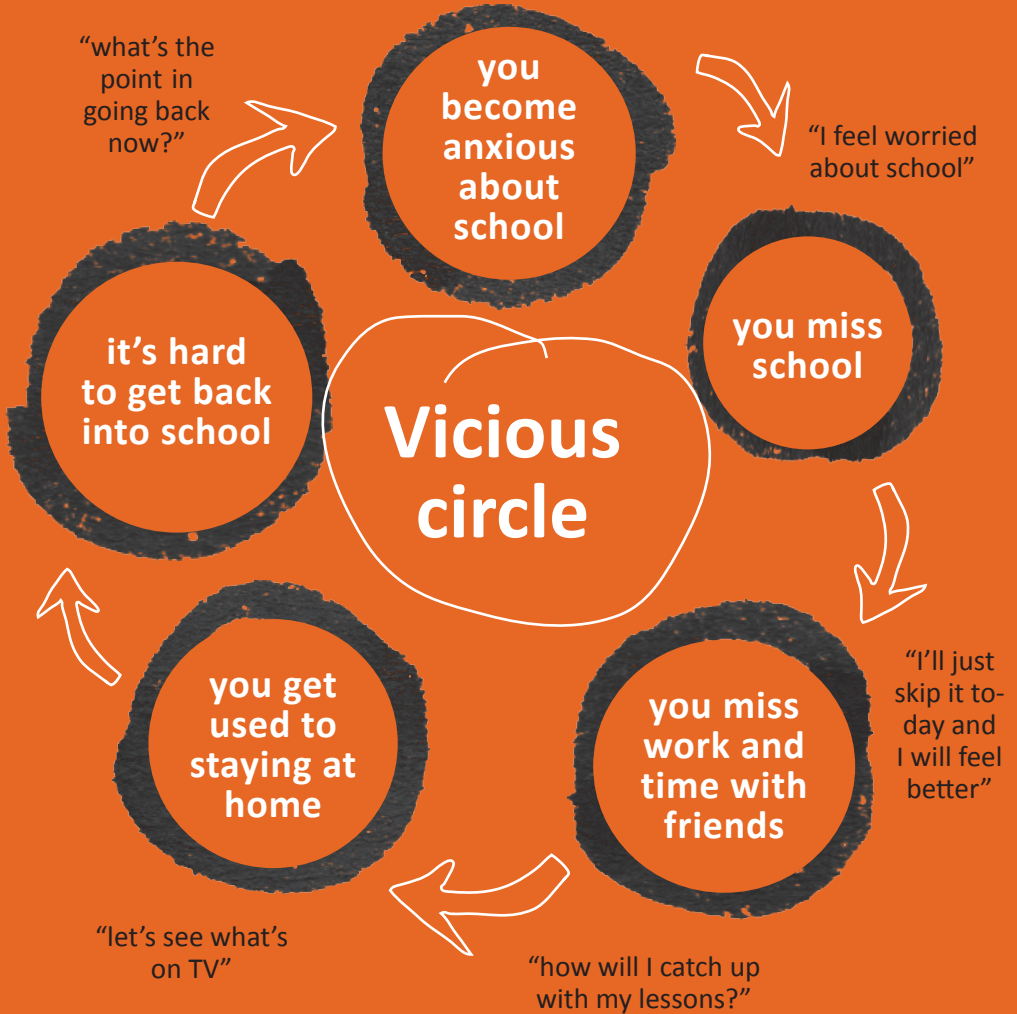 “what’s the
point in
going back
now?”
you
become
anxious
about
school
“I feel worried
about school”
you miss
school
it’s hard
to get back
into school
Vicious
circle
“I’ll just
skip it to-
day and
I will feel
better”
you miss
work and
time with
friends
you get
used to
staying at
home
“let’s see what’s
on TV”
“how will I catch up
with my lessons?”